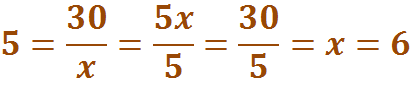 5 = 30/x = 5x/5 = 30/5 = x = 6